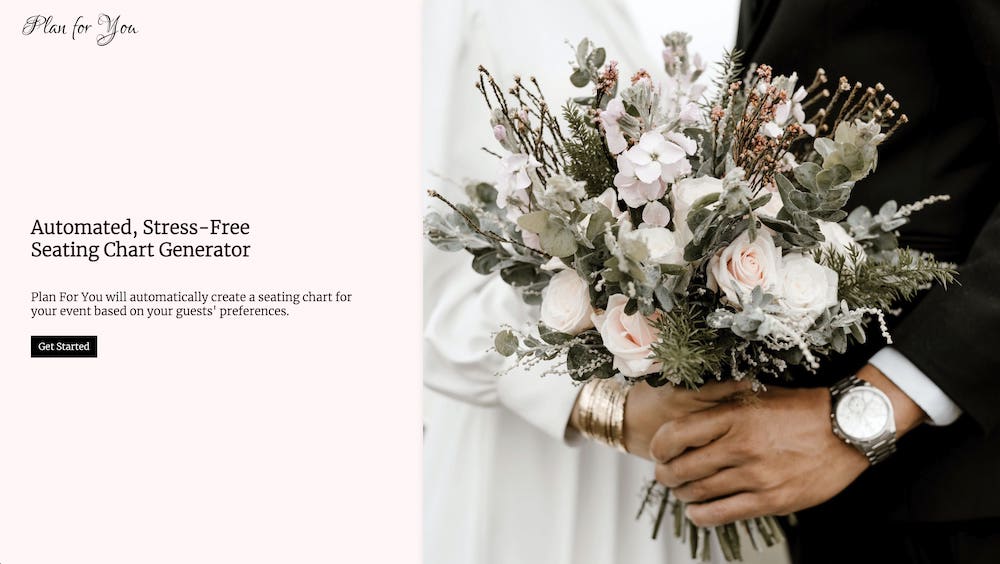 Plan for You
Automated, Stress-Free
Seating Chart Generator
Plan For You will automatically create a seating chart for
your event based on your guests' preferences.
Get Started